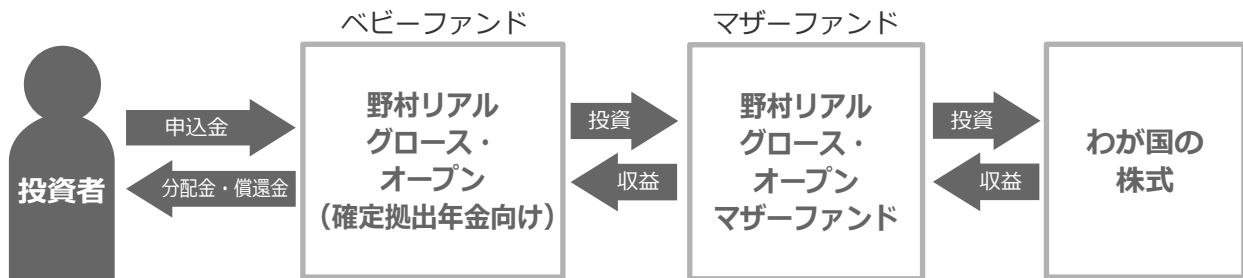 ベビーファンド
マザーファンド
投資者
申込金
分配金・償還金
野村リアル
グロース・
オープン
（確定拠出年金向け）
投資
収益
野村リアル
グロース・
オープン
マザーファンド
投資
収益
わが国の
株式